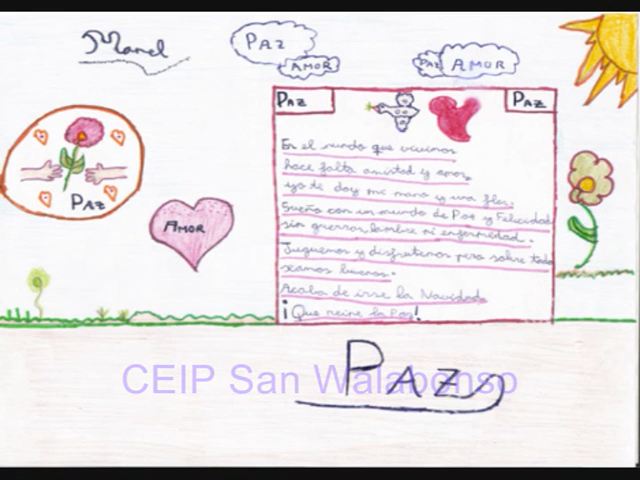 Manel
PAZ
AMOR
PAZ
AMOR
PAZ
PAZ
En el mundo que vivimos
hace falta amistad y amor,
yo te doy mi mano y una flor.
Sueño con un mundo de Paz y Felicidad
sin guerras, hambre ni enfermedad.
Juguemos y disfrutemos pero sobre todo
seamos buenos.
Acaba de irse la Navidad
¡Que reine la Paz!
PAZ
AMOR
PAZ
CEIP San Walabonso